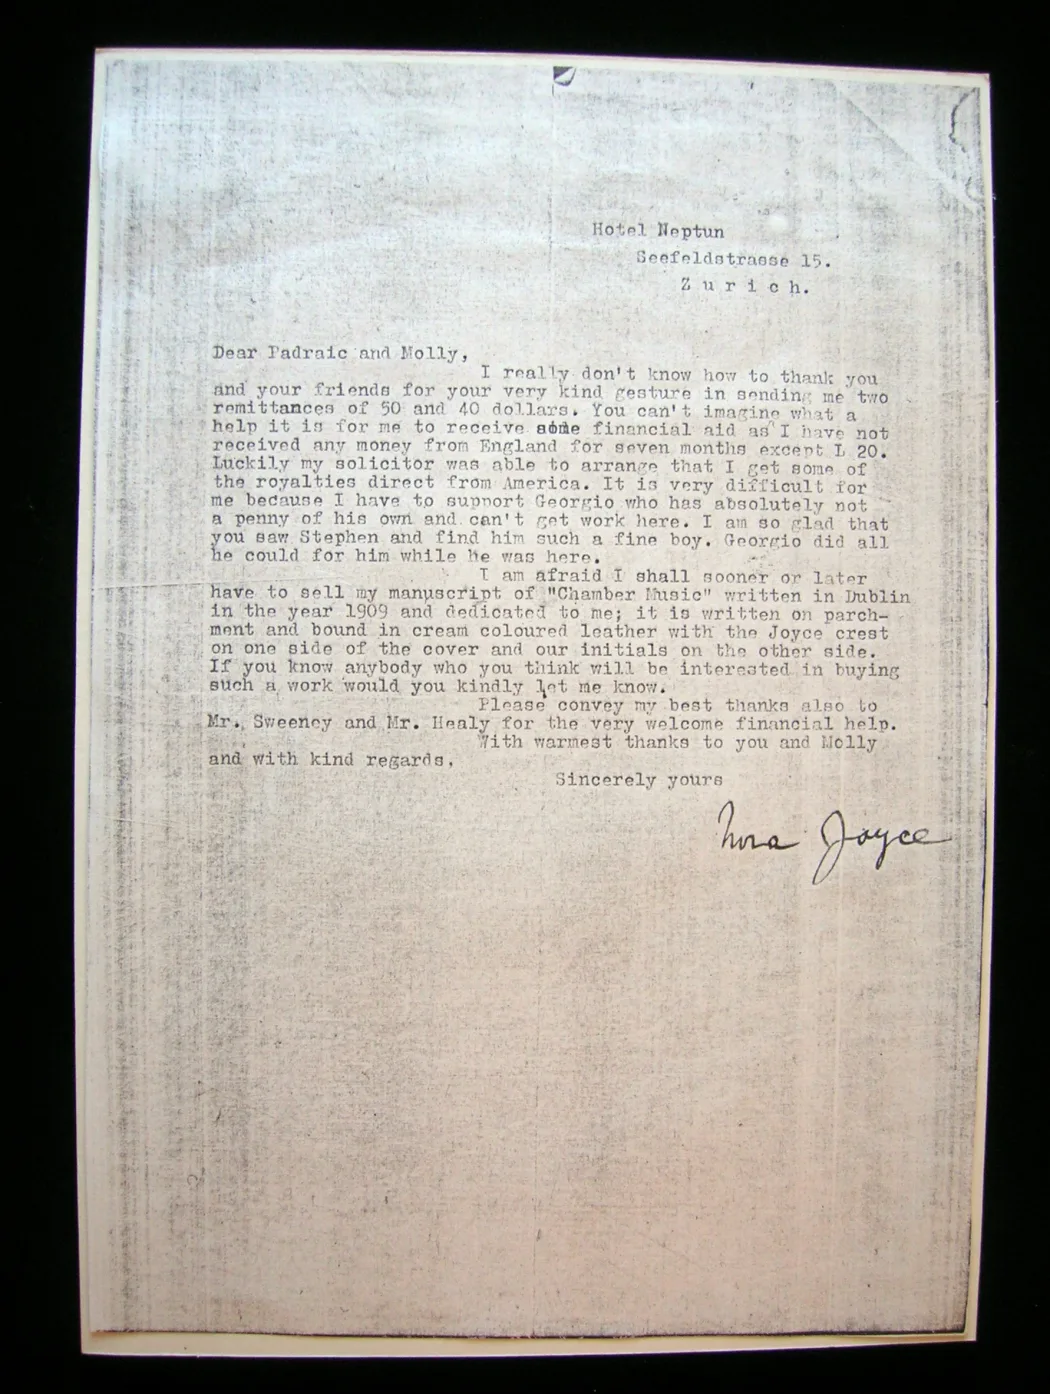 Hotel Neptun
Seefeldstrasse 15.
Z u r i c h.
Dear Padraic and Molly,
I really don't know how to thank you
and your friends for your very kind gesture in sending me two
remittances of 50 and 40 dollars. You can't imagine what a
help it is for me to receive some financial aid as I have not
received any money from England for seven months except L 20.
Luckily my solicitor was able to arrange that I get some of
the royalties direct from America. It is very difficult for
me because I have to support Georgio who has absolutely not
a penny of his own and can't get work here. I am so glad that
you saw Stephen and find him such a fine boy. Georgio did all
he could for him while he was here.
I am afraid I shall sooner or later
have to sell my manuscript of "Chamber Music" written in Dublin
in the year 1909 and dedicated to me; it is written on parch-
ment and bound in cream coloured leather with the Joyce crest
on one side of the cover and our initials on the other side.
If you know anybody who you think will be interested in buying
such a work would you kindly let me know.
Please convey my best thanks also to
Mr. Sweeney and Mr. Healy for the very welcome financial help.
With warmest thanks to you and Molly
and with kind regards,
Sincerely yours
Nora Joyce